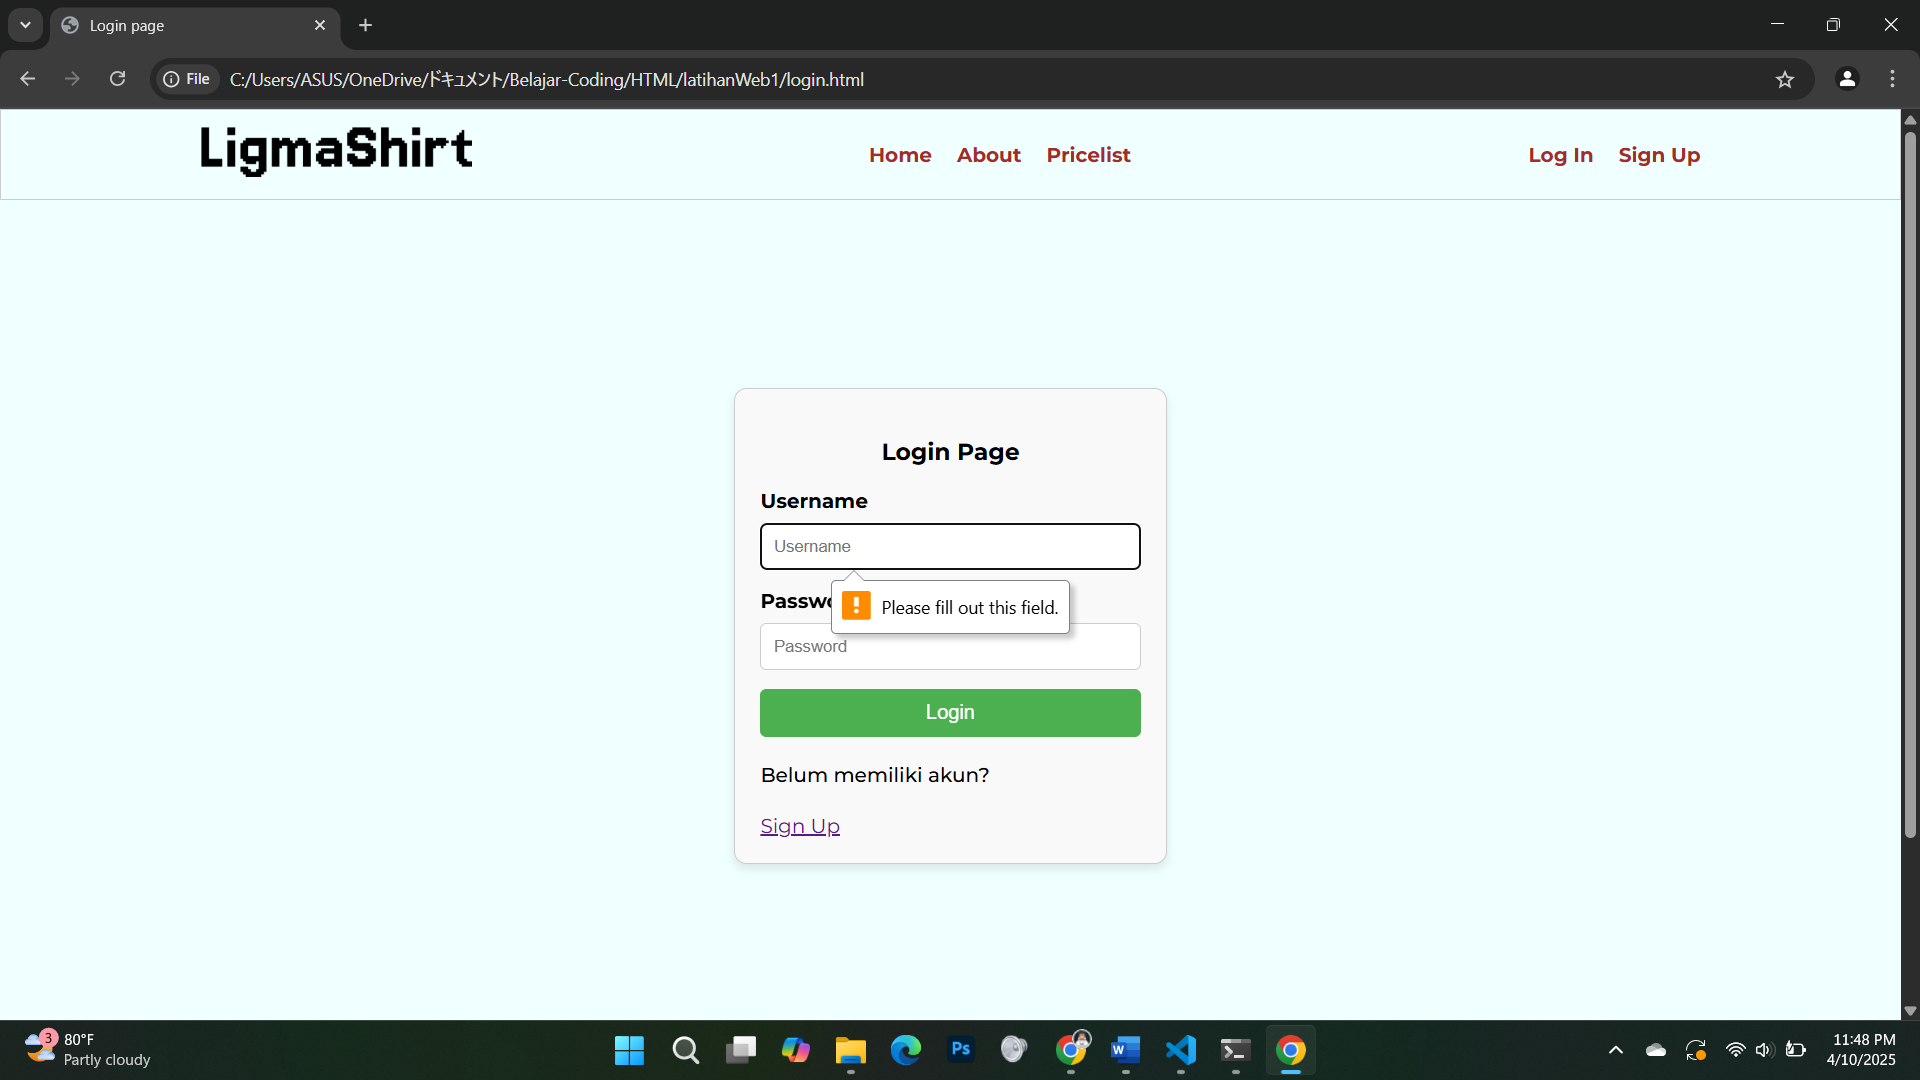 Login page
File
C:/Users/ASUS/OneDrive/ドキュメント/Belajar-Coding/HTML/latihanWeb1/login.html
LigmaShirt
Home About Pricelist
Log In Sign Up
Login Page
Username
Username
Passwo
Please fill out this field.
Password
Login
Belum memiliki akun?
Sign Up
3
80°F
Partly cloudy
Ps
W
11:48 PM
4/10/2025